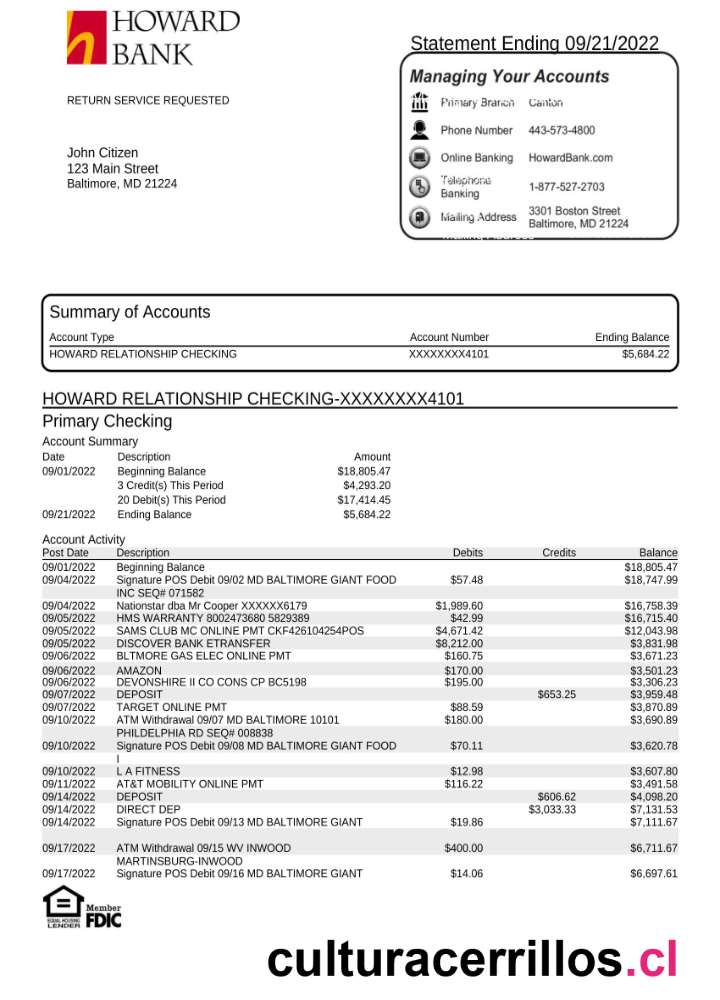 HOWARD
BANK
Statement Ending 09/21/2022
Managing Your Accounts
RETURN SERVICE REQUESTED
Primary Branch Canton
Phone Number 443-573-4800
John Citizen
123 Main Street
Baltimore, MD 21224
Online Banking HowardBank.com
Telephone
Banking 1-877-527-2703
Mailing Address 3301 Boston Street
Baltimore, MD 21224
Summary of Accounts
Account Type Account Number Ending Balance
HOWARD RELATIONSHIP CHECKING XXXXXXXX4101 $5,684.22
HOWARD RELATIONSHIP CHECKING-XXXXXXXX4101
Primary Checking
Account Summary
Date Description Amount
09/01/2022 Beginning Balance $18,805.47
3 Credit(s) This Period $4,293.20
20 Debit(s) This Period $17,414.45
09/21/2022 Ending Balance $5,684.22
Account Activity
Post Date Description Debits Credits Balance
09/01/2022 Beginning Balance $18,805.47
09/04/2022 Signature POS Debit 09/02 MD BALTIMORE GIANT FOOD $57.48 $18,747.99
INC SEQ# 071582
09/04/2022 Nationstar dba Mr Cooper XXXXXX6179 $1,989.60 $16,758.39
09/05/2022 HMS WARRANTY 8002473680 5829389 $42.99 $16,715.40
09/05/2022 SAMS CLUB MC ONLINE PMT CKF426104254POS $4,671.42 $12,043.98
09/05/2022 DISCOVER BANK ETRANSFER $8,212.00 $3,831.98
09/06/2022 BLTMORE GAS ELEC ONLINE PMT $160.75 $3,671.23
09/06/2022 AMAZON $170.00 $3,501.23
09/06/2022 DEVONSHIRE II CO CONS CP BC5198 $195.00 $3,306.23
09/07/2022 DEPOSIT $653.25 $3,959.48
09/07/2022 TARGET ONLINE PMT $88.59 $3,870.89
09/10/2022 ATM Withdrawal 09/07 MD BALTIMORE 10101 $180.00 $3,690.89
PHILDELPHIA RD SEQ# 008838
09/10/2022 Signature POS Debit 09/08 MD BALTIMORE GIANT FOOD $70.11 $3,620.78
I
09/10/2022 L A FITNESS $12.98 $3,607.80
09/11/2022 AT&T MOBILITY ONLINE PMT $116.22 $3,491.58
09/14/2022 DEPOSIT $606.62 $4,098.20
09/14/2022 DIRECT DEP $3,033.33 $7,131.53
09/14/2022 Signature POS Debit 09/13 MD BALTIMORE GIANT $19.86 $7,111.67
09/17/2022 ATM Withdrawal 09/15 WV INWOOD $400.00 $6,711.67
MARTINSBURG-INWOOD
09/17/2022 Signature POS Debit 09/16 MD BALTIMORE GIANT $14.06 $6,697.61
EQUAL HOUSING
LENDER
Member
FDIC
culturacerrillos.cl